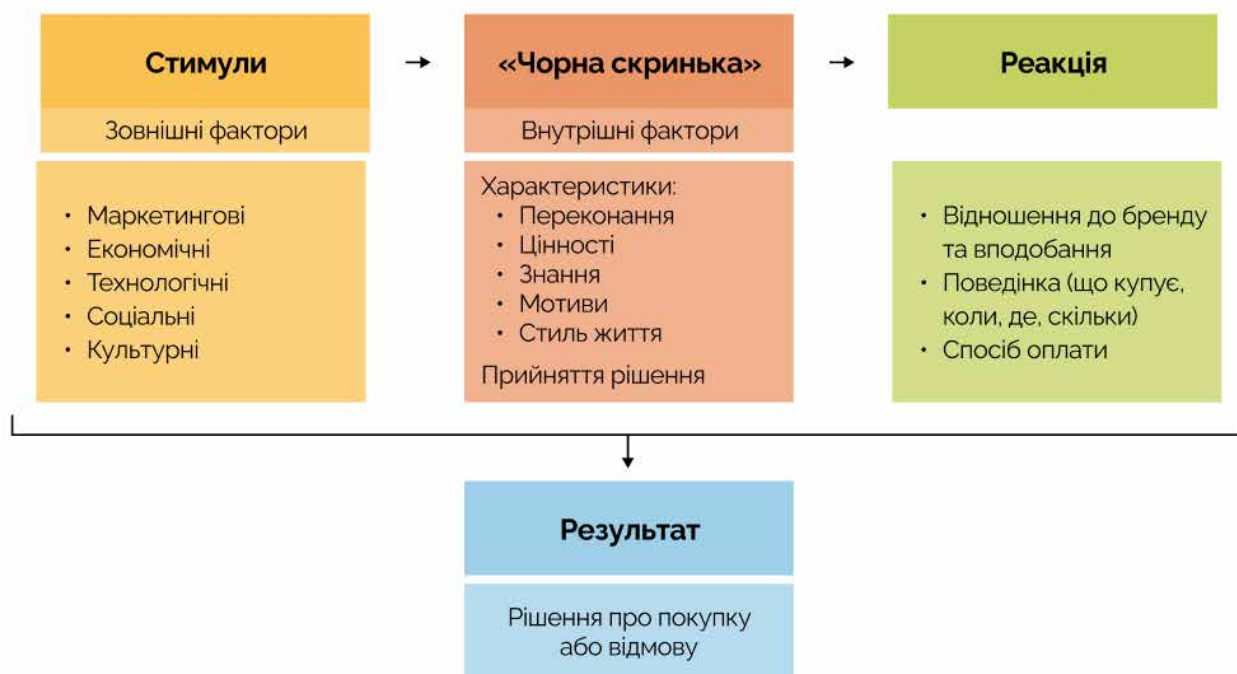 Стимули
Зовнішні фактори
• Маркетингові
• Економічні
• Технологічні
• Соціальні
• Культурні
«Чорна скринька»
Внутрішні фактори
Характеристики:
• Переконання
• Цінності
• Знання
• Мотиви
• Стиль життя
Прийняття рішення
Реакція
• Відношення до бренду
та вподобання
• Поведінка (що купує,
коли, де, скільки)
• Спосіб оплати
Результат
Рішення про покупку
або відмову